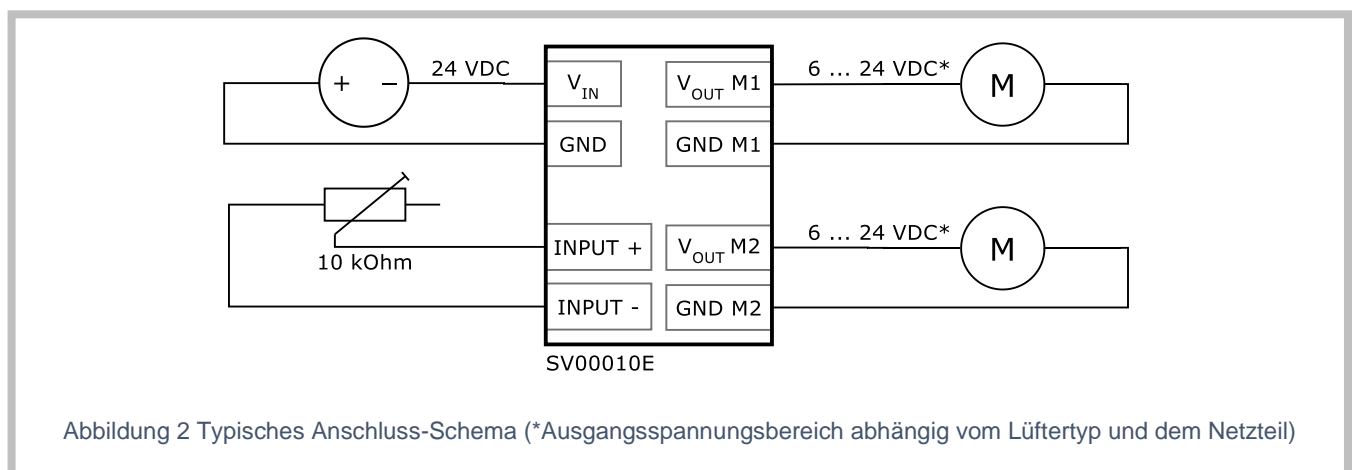 + − 24 VDC
V_IN
GND
10 kOhm
INPUT +
INPUT -
V_OUT M1
GND M1
V_OUT M2
GND M2
6 ... 24 VDC*
M
6 ... 24 VDC*
M
SV00010E
Abbildung 2 Typisches Anschluss-Schema (*Ausgangsspannungsbereich abhängig vom Lüftertyp und dem Netzteil)